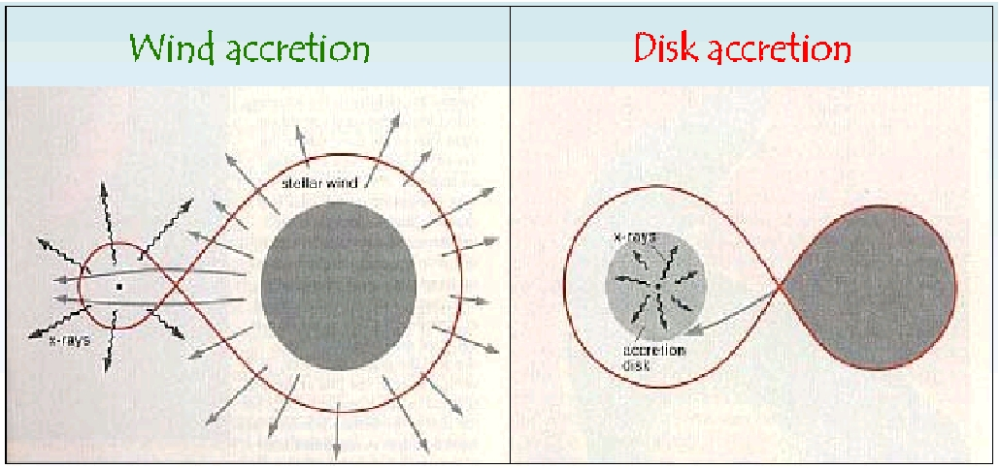 Wind accretion
stellar wind
x-rays
Disk accretion
x-rays
accretion
disk